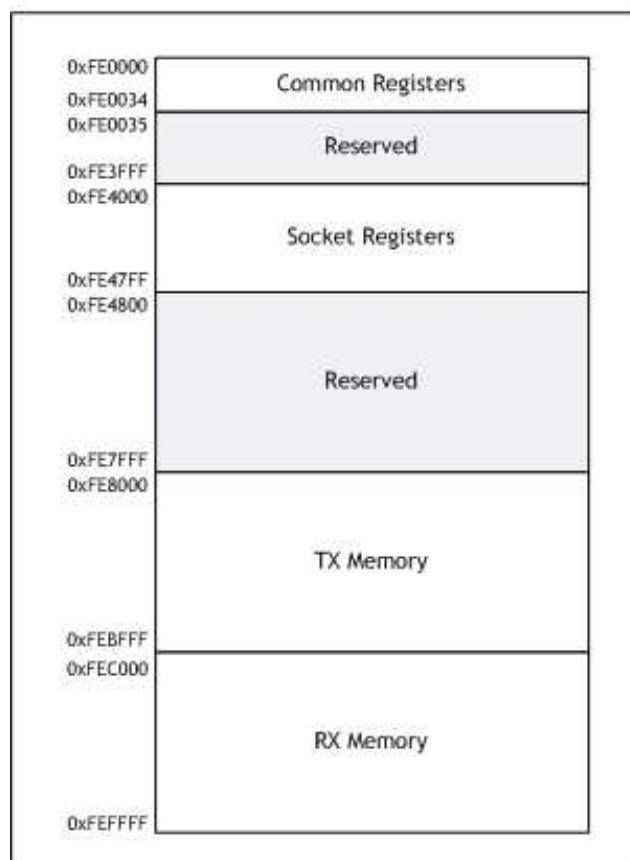 0xFE0000
Common Registers
0xFE0034
0xFE0035
Reserved
0xFE3FFF
0xFE4000
Socket Registers
0xFE47FF
0xFE4800
Reserved
0xFE7FFF
0xFE8000
TX Memory
0xFEBFFF
0xFEC000
RX Memory
0xFEFFFF